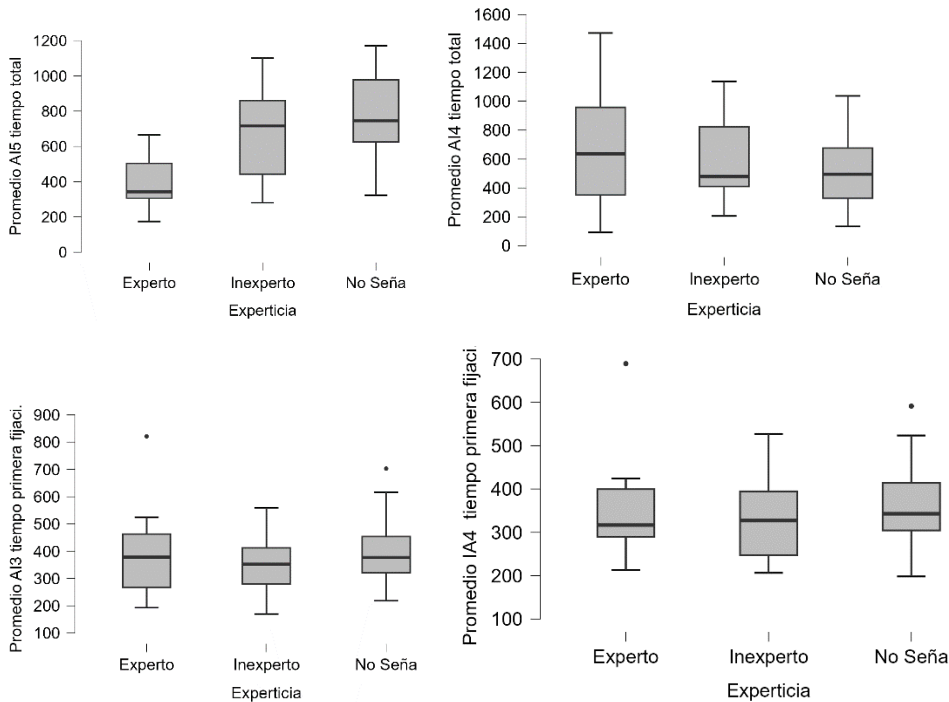 Promedio AI5 tiempo total
1200
1000
800
600
400
200
0
Experto Inexperto No Seña
Experticia
Promedio AI4 tiempo total
1600
1400
1200
1000
800
600
400
200
0
Experto Inexperto No Seña
Experticia
Promedio AI3 tiempo primera fijaci.
900
800
700
600
500
400
300
200
100
Experto Inexperto No Seña
Experticia
Promedio IA4 tiempo primera fijaci.
700
600
500
400
300
200
100
Experto Inexperto No Seña
Experticia